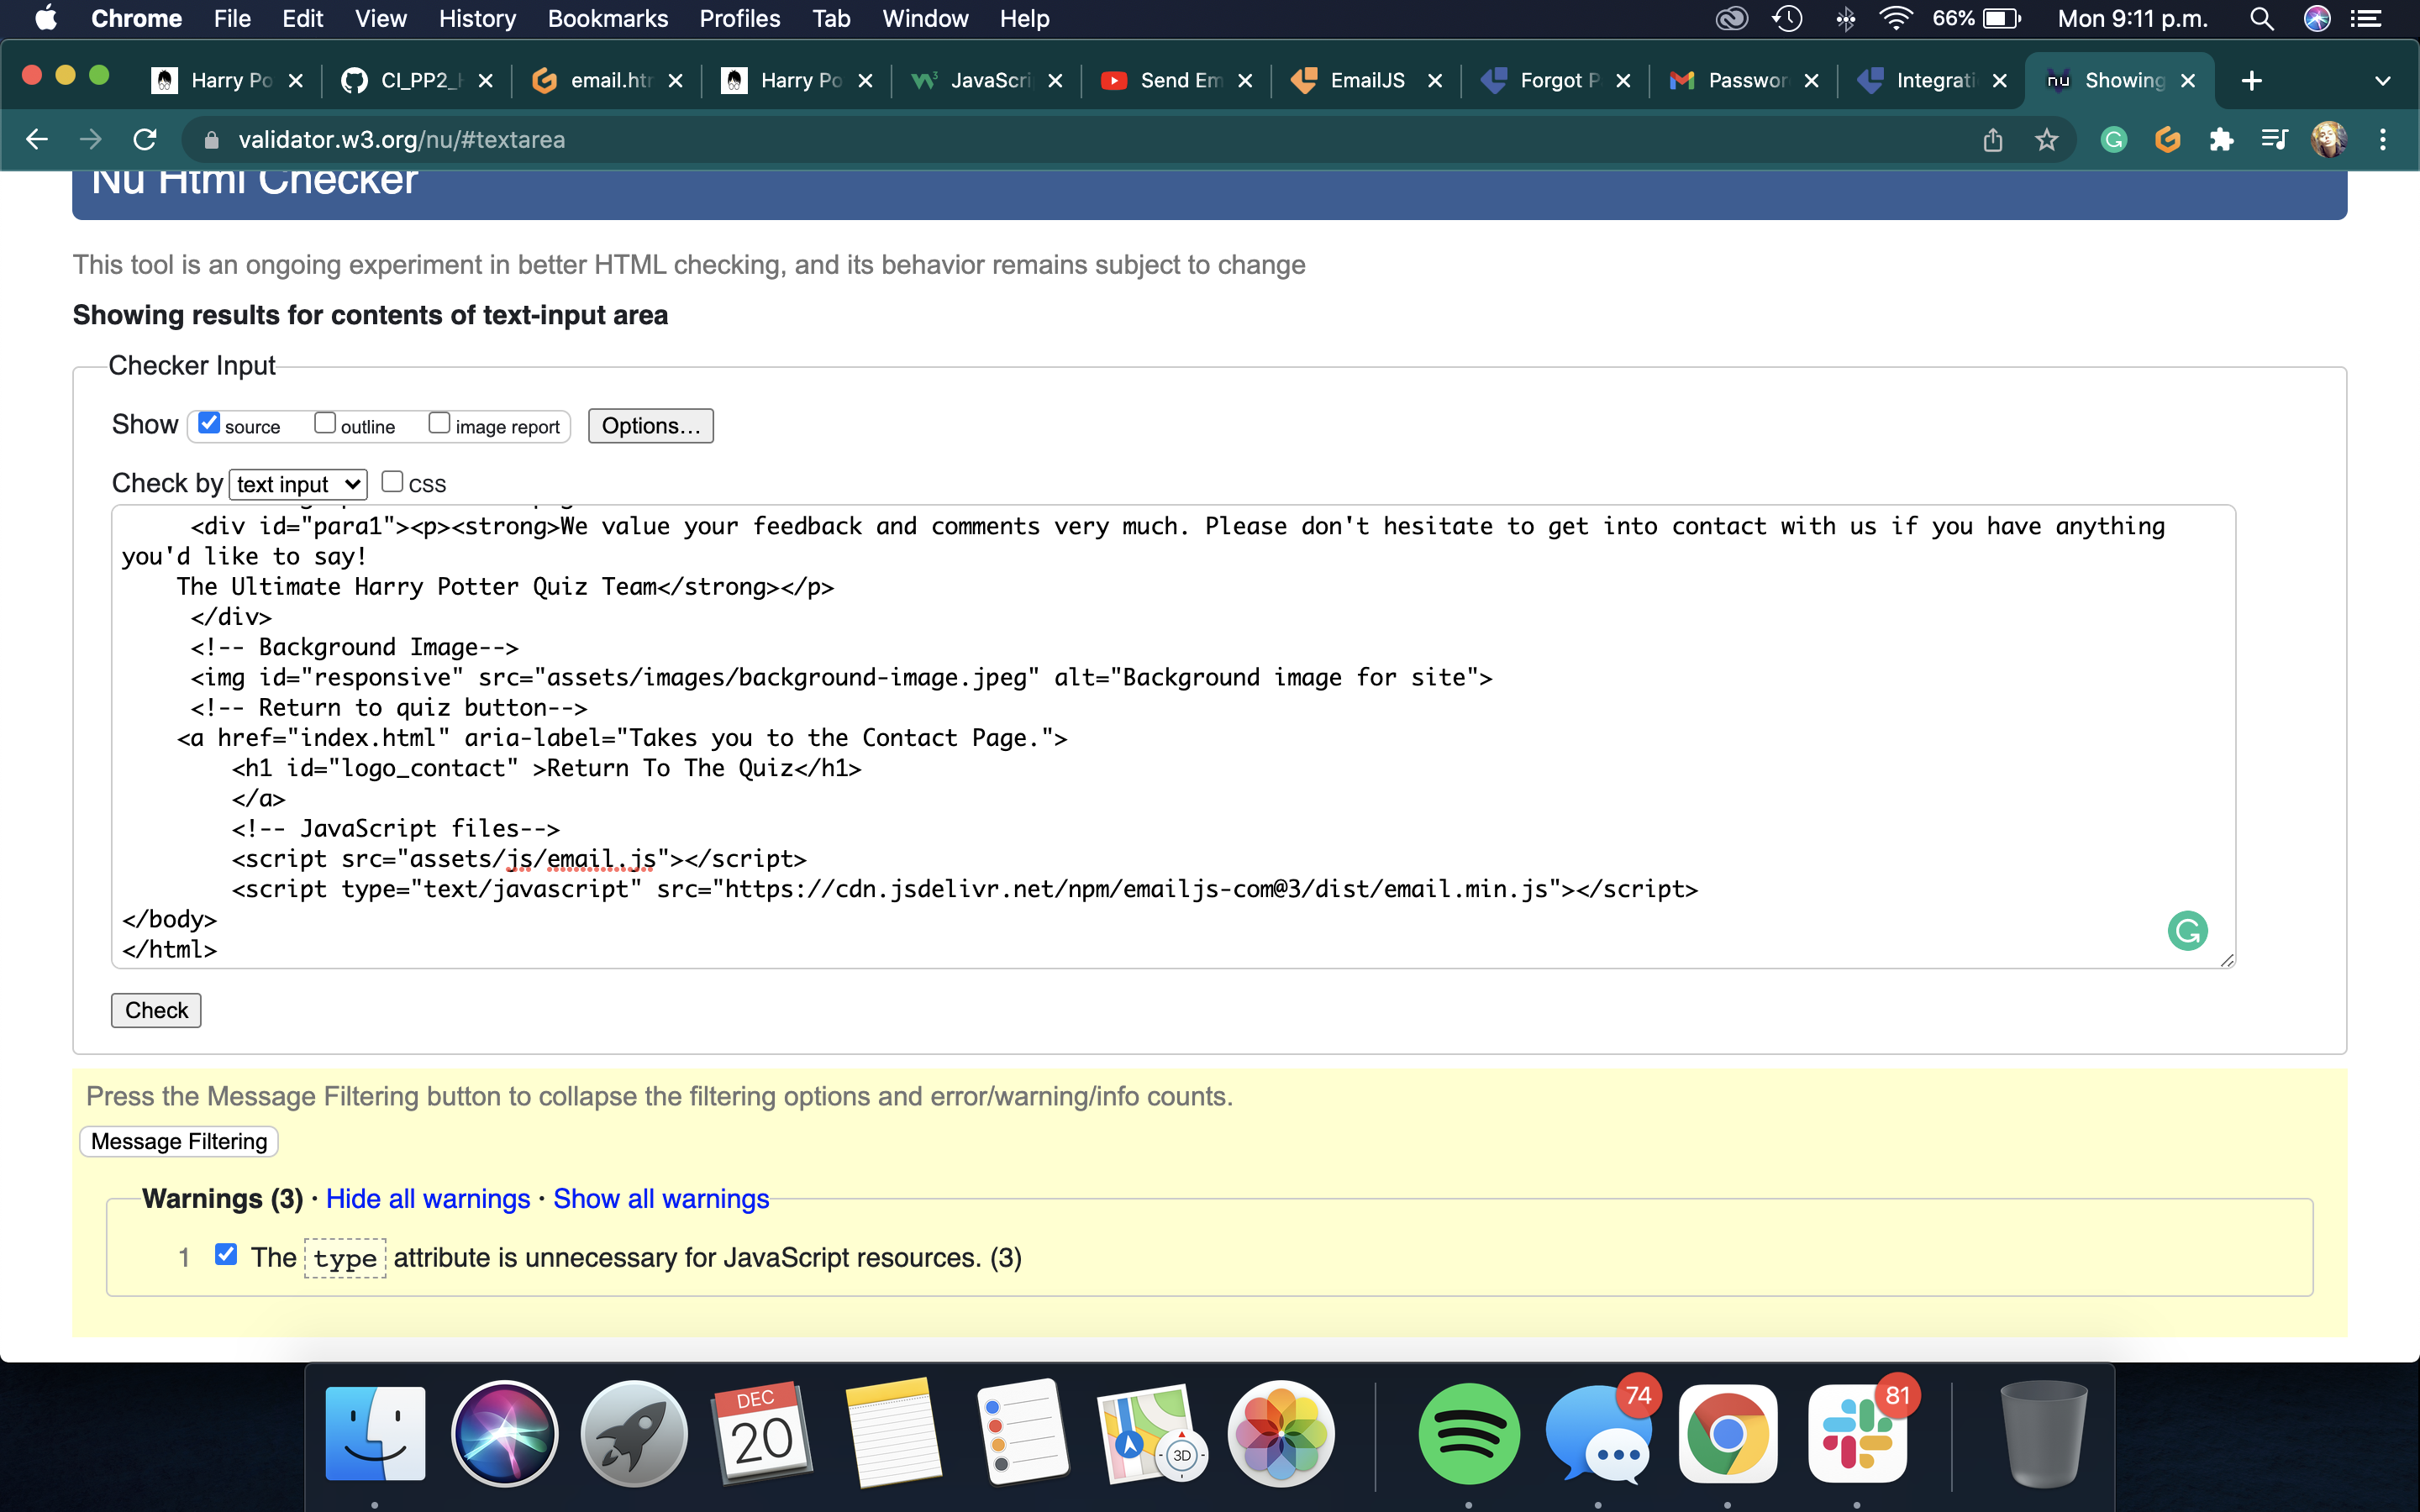 Chrome File Edit View History Bookmarks Profiles Tab Window Help 66% Mon 9:11 p.m.
Harry Po CI_PP2_H email.htr Harry Po JavaScri Send Em EmailJS Forgot P Passwor Integrati nu Showing
validator.w3.org/nu/#textarea
Nu Html Checker
This tool is an ongoing experiment in better HTML checking, and its behavior remains subject to change
Showing results for contents of text-input area
Checker Input
Show source outline image report Options...
Check by text input CSS
<div id="para1"><p><strong>We value your feedback and comments very much. Please don't hesitate to get into contact with us if you have anything
you'd like to say!
The Ultimate Harry Potter Quiz Team</strong></p>
</div>
<!-- Background Image-->
<img id="responsive" src="assets/images/background-image.jpeg" alt="Background image for site">
<!-- Return to quiz button-->
<a href="index.html" aria-label="Takes you to the Contact Page.">
<h1 id="logo_contact" >Return To The Quiz</h1>
</a>
<!-- JavaScript files-->
<script src="assets/js/email.js"></script>
<script type="text/javascript" src="https://cdn.jsdelivr.net/npm/emailjs-com@3/dist/email.min.js"></script>
</body>
</html>
Check
Press the Message Filtering button to collapse the filtering options and error/warning/info counts.
Message Filtering
Warnings (3) · Hide all warnings · Show all warnings
1 The type attribute is unnecessary for JavaScript resources. (3)
DEC
20
3D
74
81